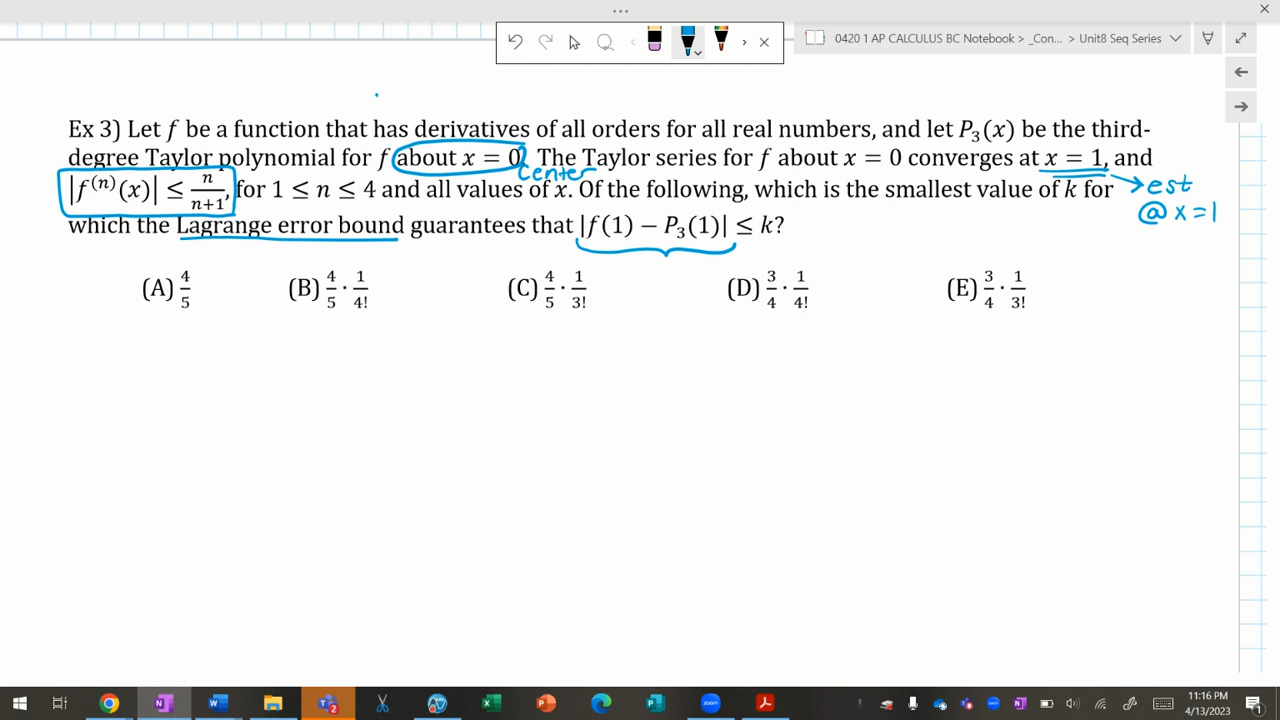 0420 1 AP CALCULUS BC Notebook > _Con... > Unit8 Seq Series
Ex 3) Let f be a function that has derivatives of all orders for all real numbers, and let P₃(x) be the third-
degree Taylor polynomial for f about x = 0. The Taylor series for f about x = 0 converges at x = 1, and
center
|f⁽ⁿ⁾(x)| ≤ n/(n+1), for 1 ≤ n ≤ 4 and all values of x. Of the following, which is the smallest value of k for
est
@ x = 1
which the Lagrange error bound guarantees that |f(1) − P₃(1)| ≤ k?
(A) 4/5 (B) 4/5 · 1/4! (C) 4/5 · 1/3! (D) 3/4 · 1/4! (E) 3/4 · 1/3!
11:16 PM
4/13/2023